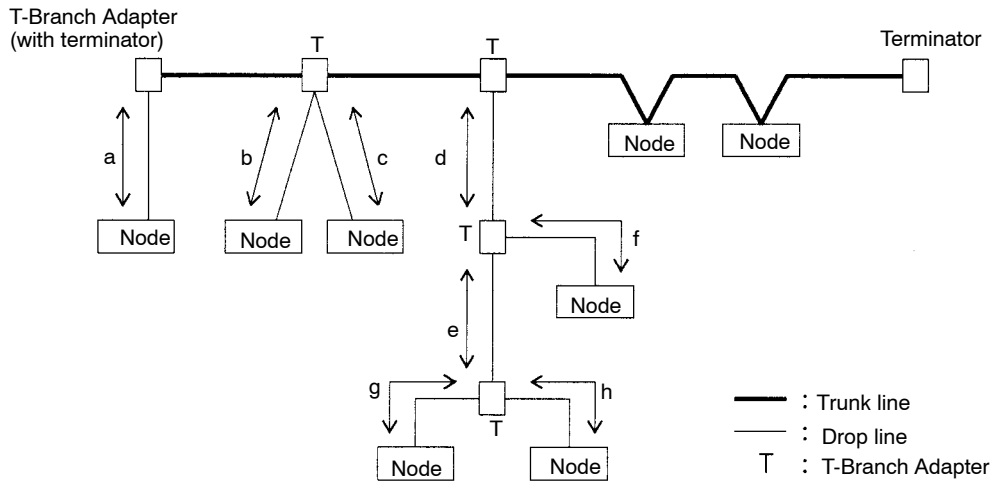 T-Branch Adapter
(with terminator)
T
T
Terminator
a
b
c
d
Node
Node
Node
Node
Node
T
f
Node
e
g
h
T
Node
Node
: Trunk line
: Drop line
T : T-Branch Adapter